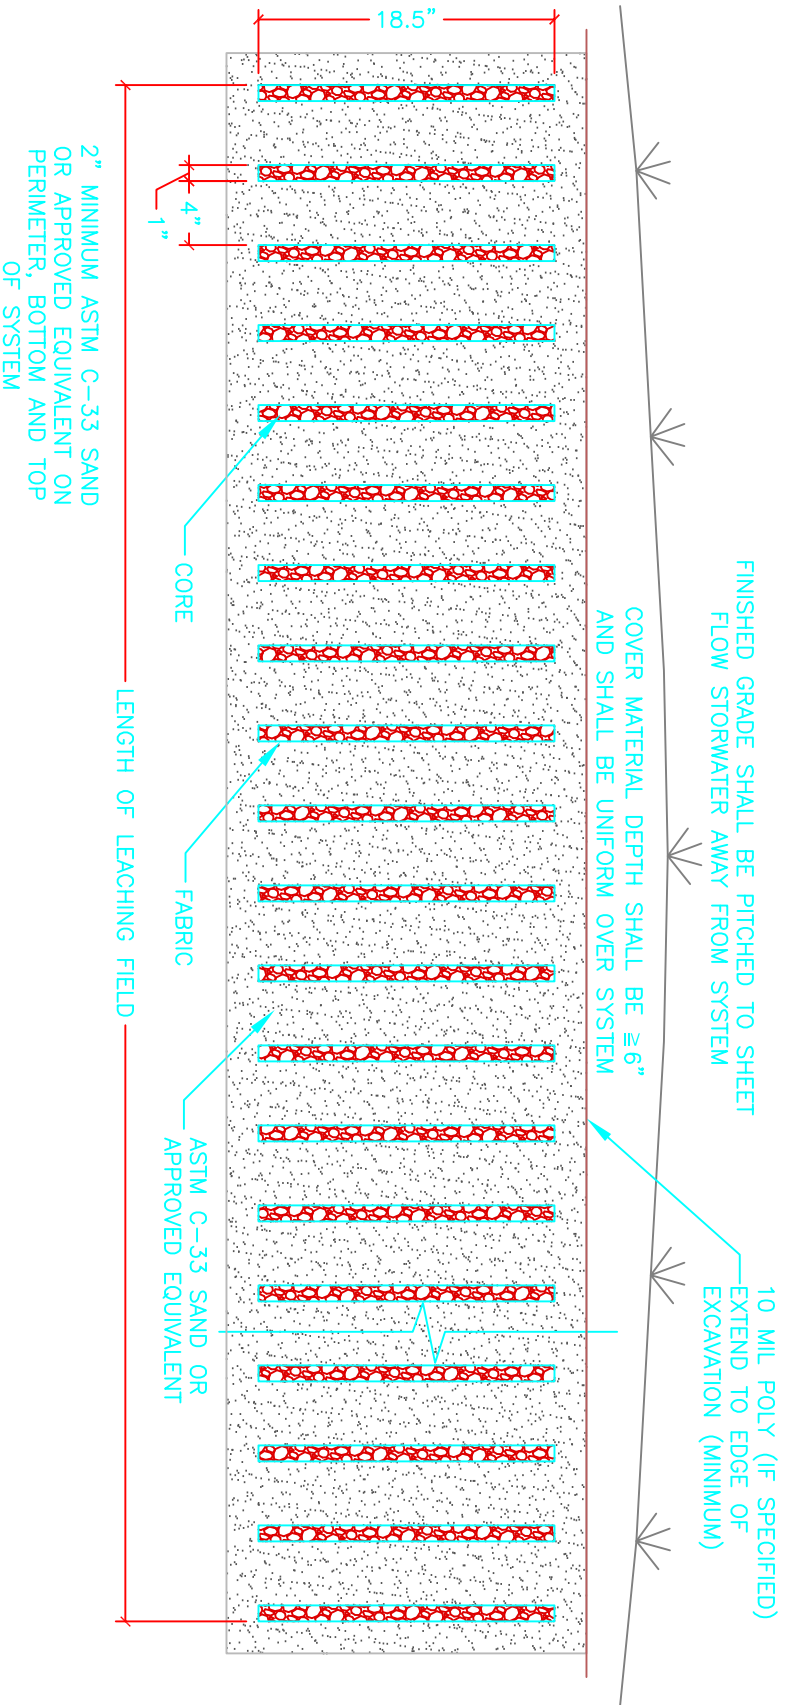 FINISHED GRADE SHALL BE PITCHED TO SHEET
FLOW STORWATER AWAY FROM SYSTEM
10 MIL POLY (IF SPECIFIED)
EXTEND TO EDGE OF
EXCAVATION (MINIMUM)
COVER MATERIAL DEPTH SHALL BE ≥6"
AND SHALL BE UNIFORM OVER SYSTEM
18.5"
4"
1"
CORE
FABRIC
ASTM C-33 SAND OR
APPROVED EQUIVALENT
LENGTH OF LEACHING FIELD
2" MINIMUM ASTM C-33 SAND
OR APPROVED EQUIVALENT ON
PERIMETER, BOTTOM AND TOP
OF SYSTEM